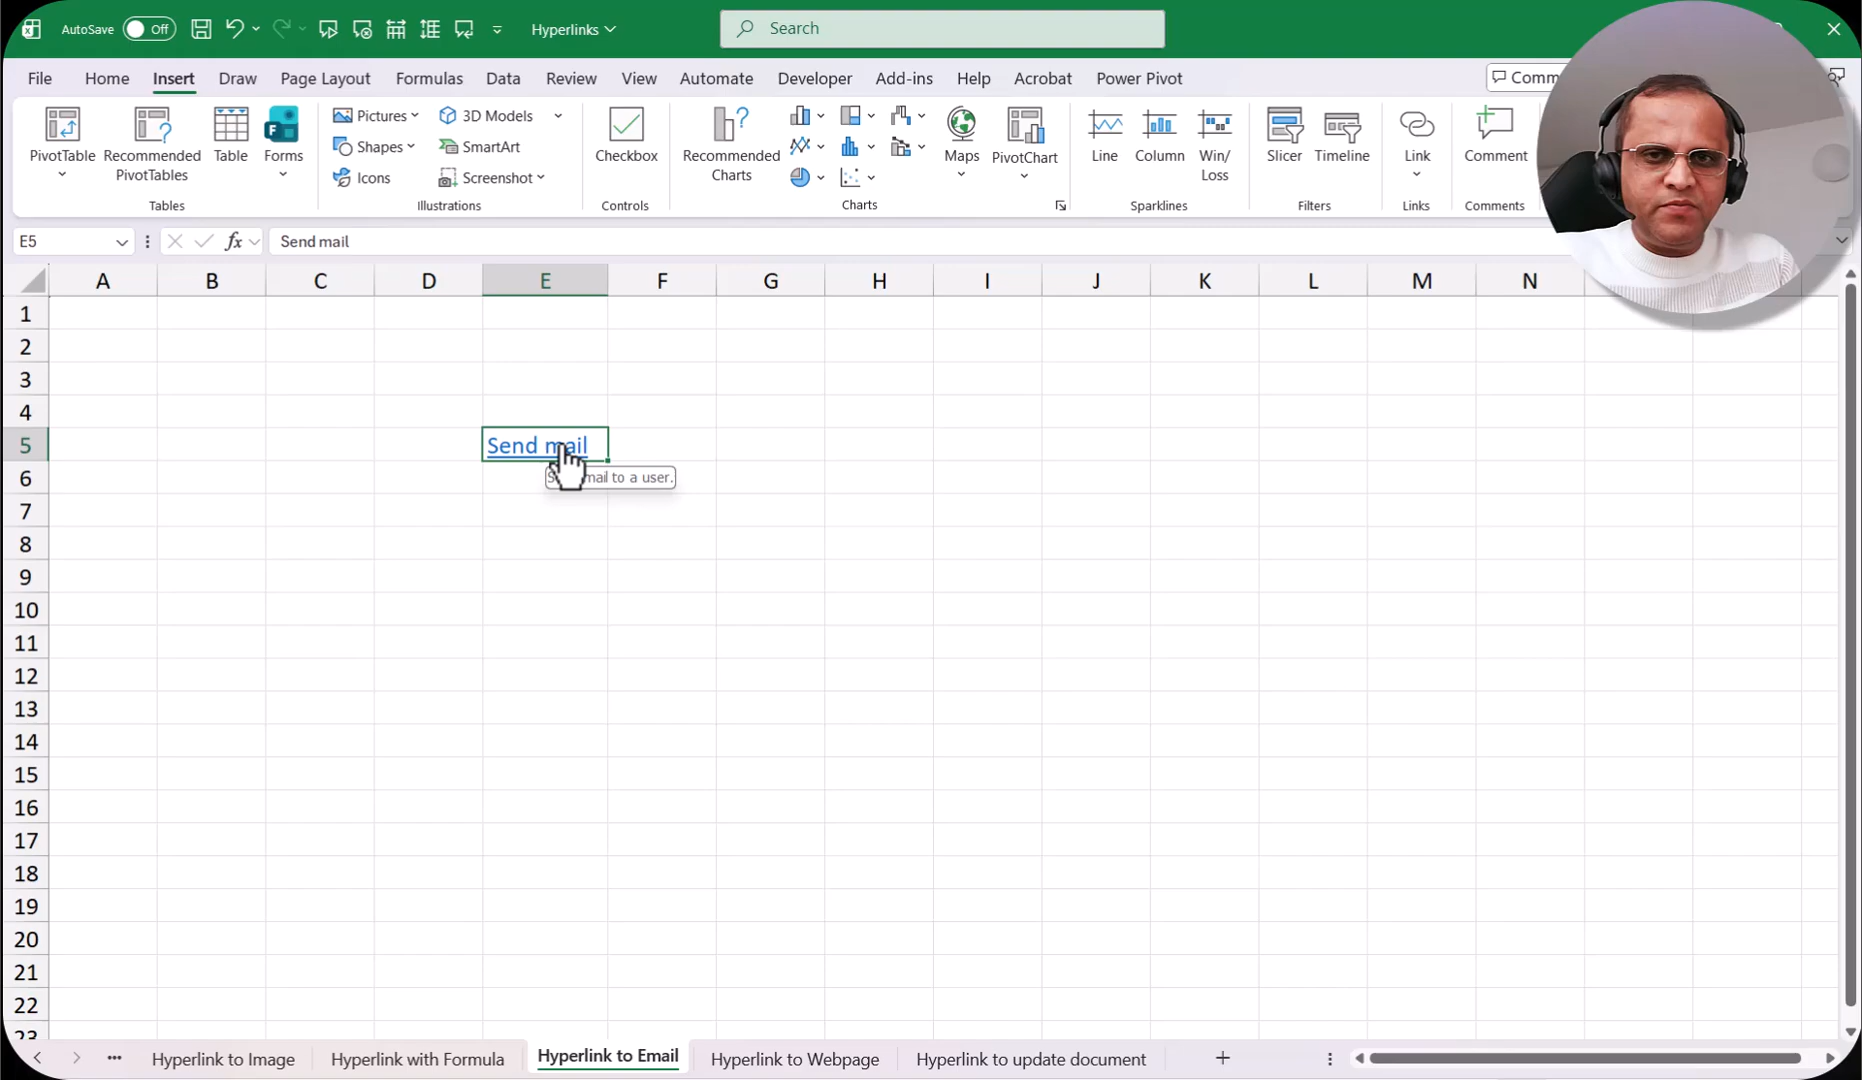 AutoSave Off Hyperlinks Search
File Home Insert Draw Page Layout Formulas Data Review View Automate Developer Add-ins Help Acrobat Power Pivot
PivotTable
Recommended
PivotTables
Table
Forms
Tables
Pictures
Shapes
Icons
3D Models
SmartArt
Screenshot
Illustrations
Checkbox
Controls
Recommended
Charts
Maps
PivotChart
Charts
Line
Column
Win/
Loss
Sparklines
Slicer
Timeline
Filters
Link
Links
Comment
Comments
E5 fx Send mail
A B C D E F G H I J K L M N
1
2
3
4
5 Send mail
6 mail to a user.
7
8
9
10
11
12
13
14
15
16
17
18
19
20
21
22
23
Hyperlink to Image Hyperlink with Formula Hyperlink to Email Hyperlink to Webpage Hyperlink to update document